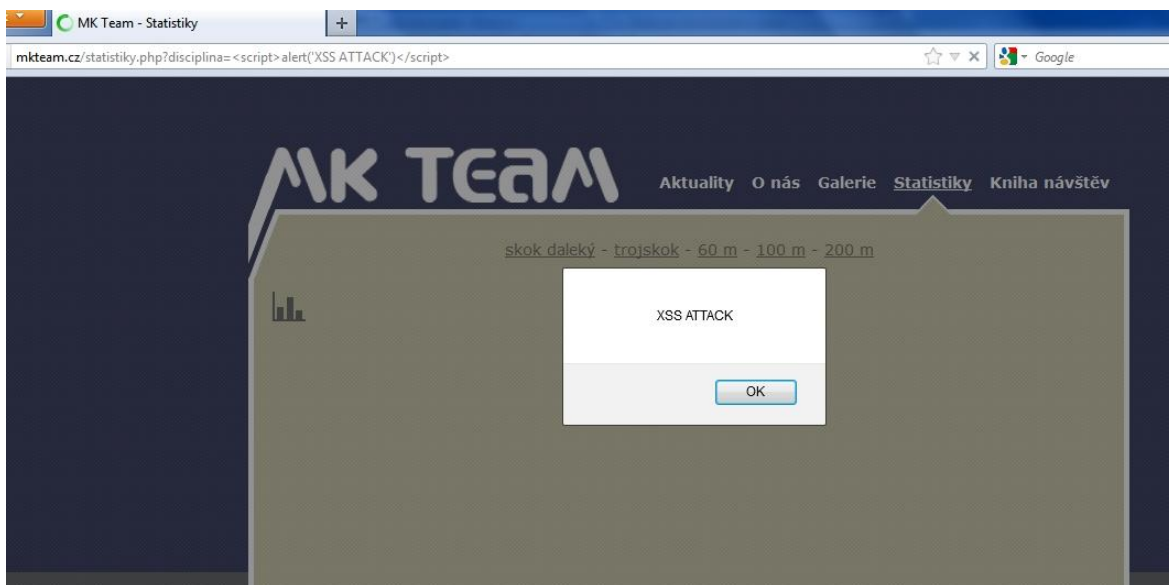 MK Team - Statistiky
+
mkteam.cz/statistiky.php?disciplina=<script>alert('XSS ATTACK')</script>
Google
MK TEAM
Aktuality O nás Galerie Statistiky Kniha návštěv
skok daleký - trojskok - 60 m - 100 m - 200 m
XSS ATTACK
OK